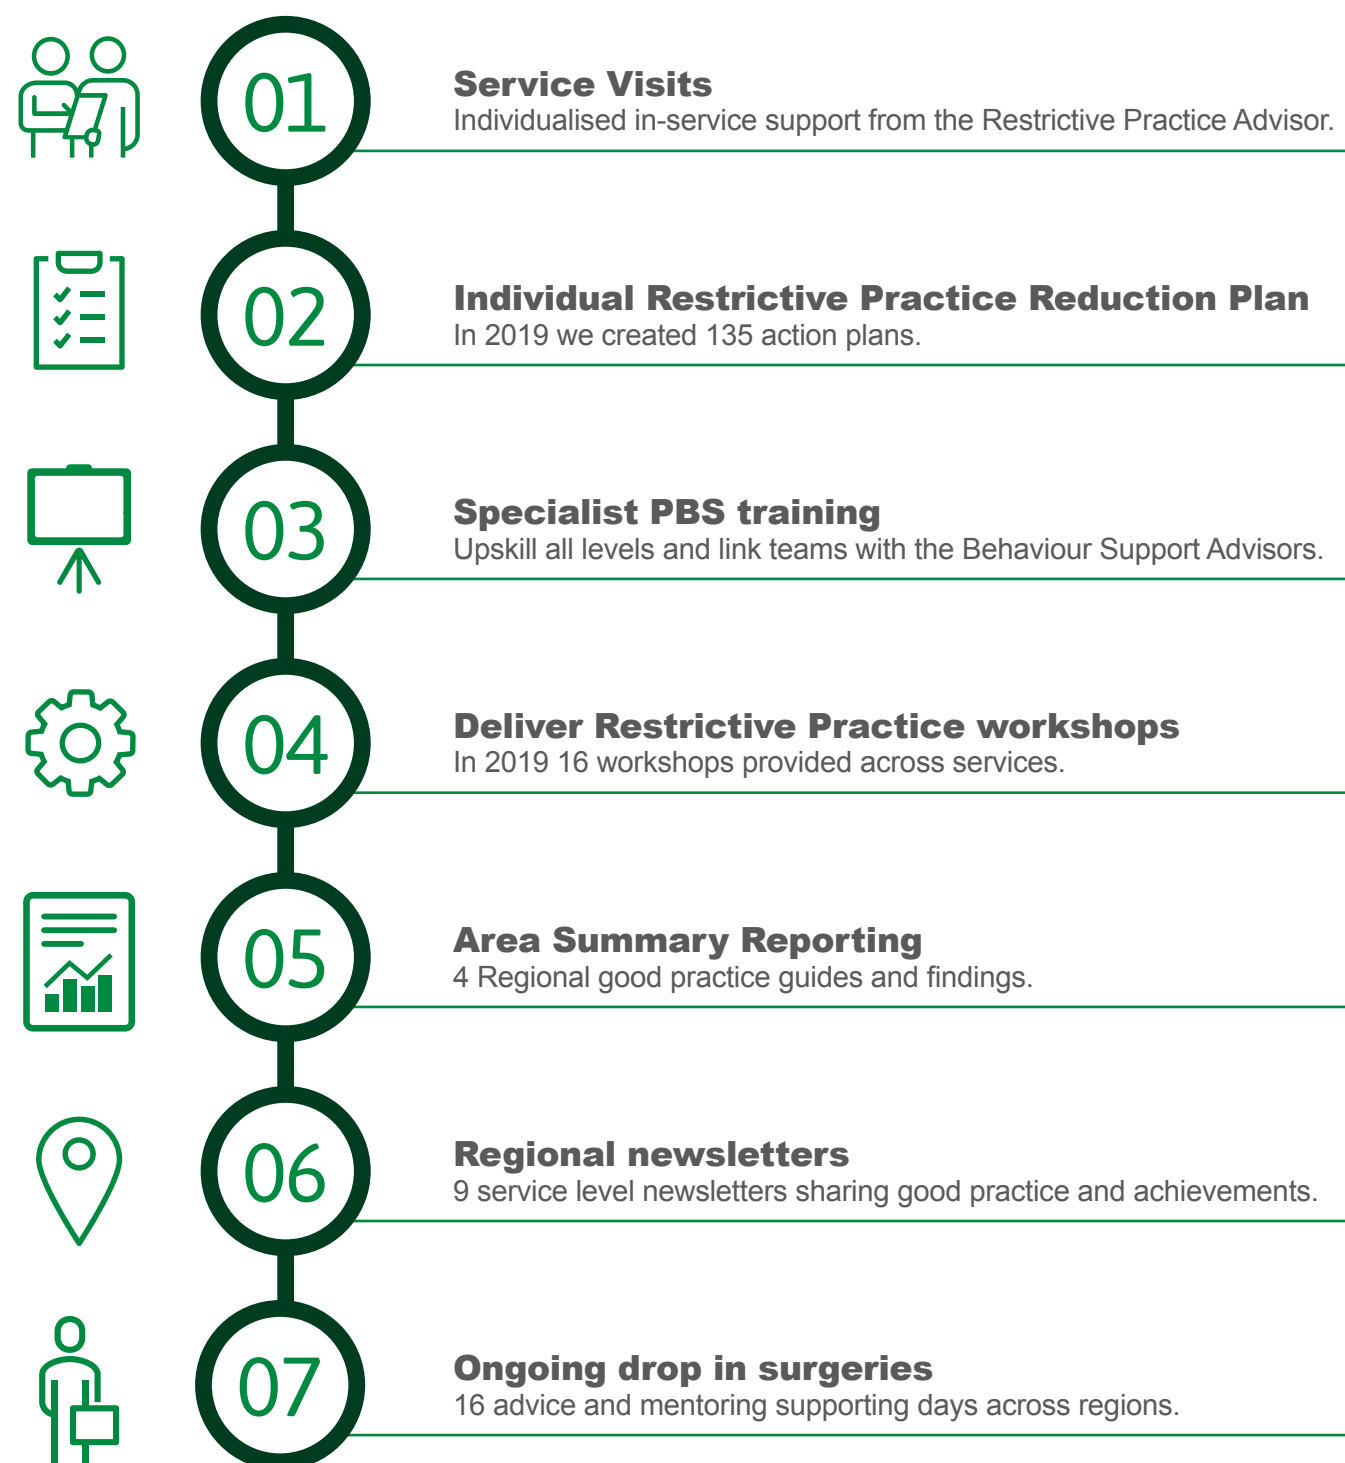 01
Service Visits
Individualised in-service support from the Restrictive Practice Advisor.
02
Individual Restrictive Practice Reduction Plan
In 2019 we created 135 action plans.
03
Specialist PBS training
Upskill all levels and link teams with the Behaviour Support Advisors.
04
Deliver Restrictive Practice workshops
In 2019 16 workshops provided across services.
05
Area Summary Reporting
4 Regional good practice guides and findings.
06
Regional newsletters
9 service level newsletters sharing good practice and achievements.
07
Ongoing drop in surgeries
16 advice and mentoring supporting days across regions.